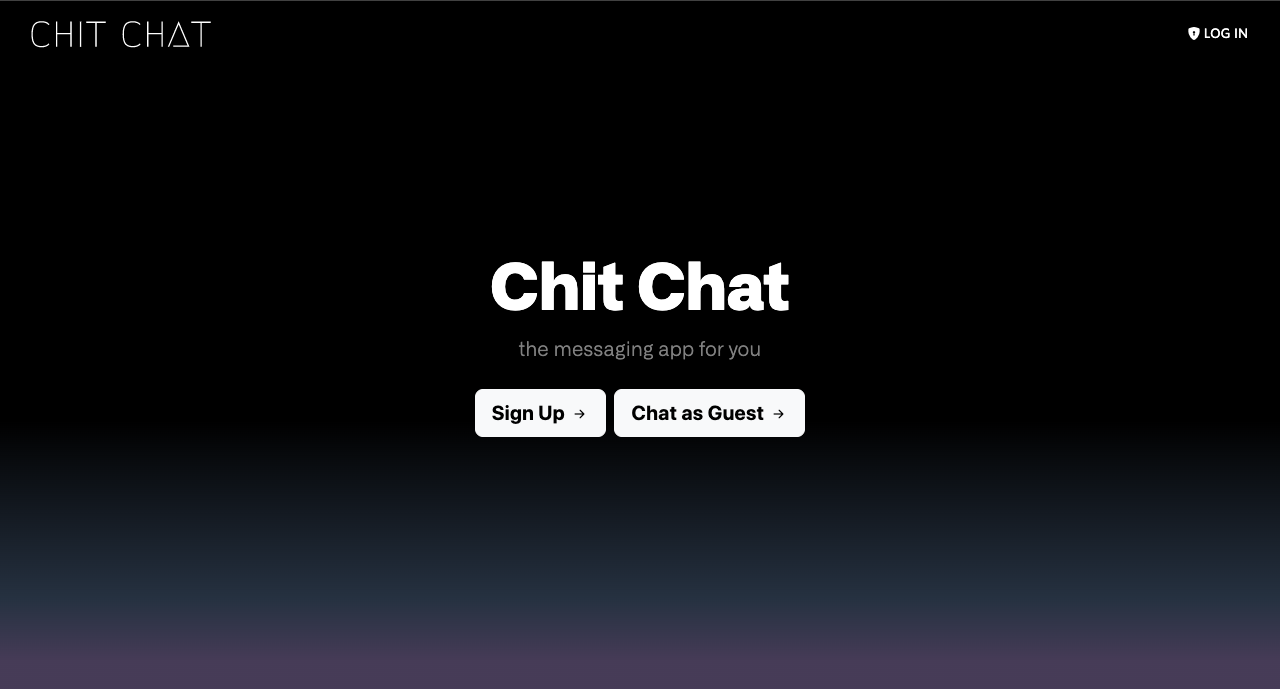 CHIT CHAT
LOG IN
Chit Chat
the messaging app for you
Sign Up →
Chat as Guest →